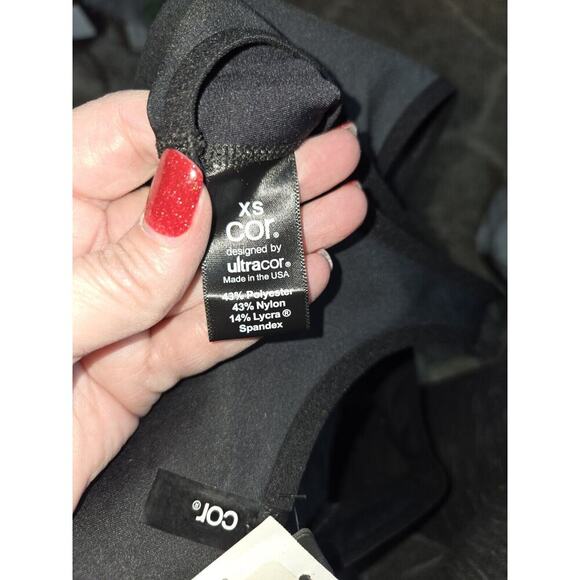 XS
cor®
designed by
ultracor®
Made in the USA
43% Polyester
43% Nylon
14% Lycra ®
Spandex
cor®